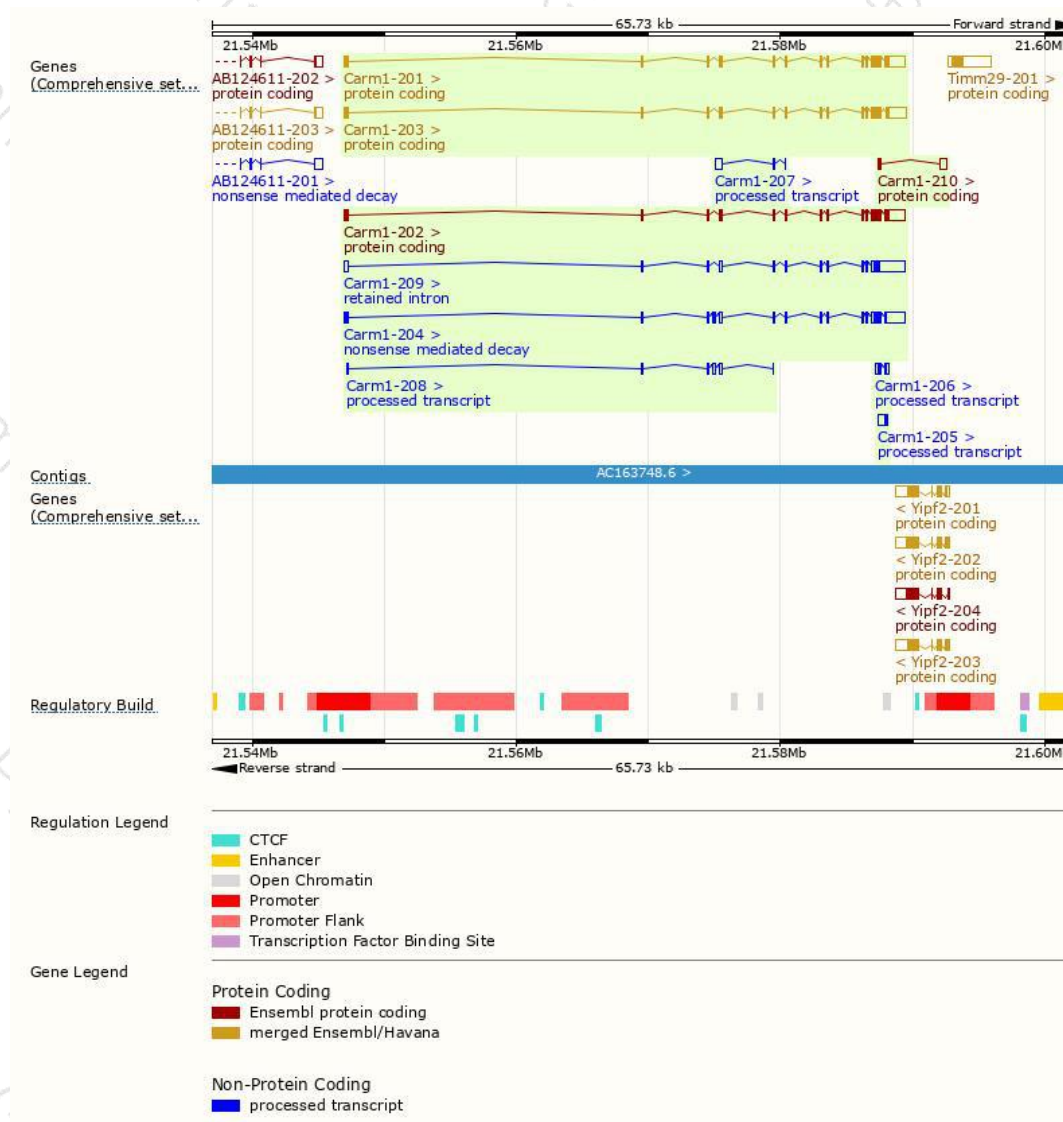 65.73 kb Forward strand
21.54Mb 21.56Mb 21.58Mb 21.60M
Genes
(Comprehensive set...
AB124611-202 > Carm1-201 > Timm29-201 >
protein coding protein coding protein coding
AB124611-203 > Carm1-203 >
protein coding protein coding
AB124611-201 > Carm1-207 > Carm1-210 >
nonsense mediated decay processed transcript protein coding
Carm1-202 >
protein coding
Carm1-209 >
retained intron
Carm1-204 >
nonsense mediated decay
Carm1-208 > Carm1-206 >
processed transcript processed transcript
Carm1-205 >
processed transcript
Contigs AC163748.6 >
Genes
(Comprehensive set...
< Yipf2-201
protein coding
< Yipf2-202
protein coding
< Yipf2-204
protein coding
< Yipf2-203
protein coding
Regulatory Build
21.54Mb 21.56Mb 21.58Mb 21.60M
Reverse strand 65.73 kb
Regulation Legend
CTCF
Enhancer
Open Chromatin
Promoter
Promoter Flank
Transcription Factor Binding Site
Gene Legend
Protein Coding
Ensembl protein coding
merged Ensembl/Havana
Non-Protein Coding
processed transcript